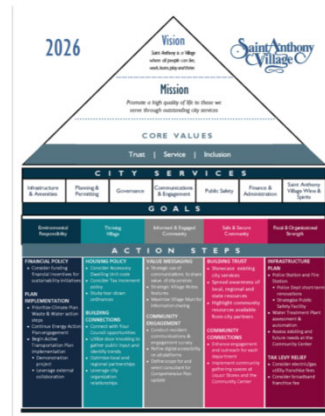 2026
Saint Anthony
Village
Vision
Saint Anthony is a Village
where all people can live,
work, learn, play and thrive
Mission
Promote a high quality of life to those we
serve through outstanding city services
CORE VALUES
Trust | Service | Inclusion
CITY SERVICES
Infrastructure
& Amenities
Planning &
Permitting
Governance
Communications
& Engagement
Public Safety
Finance &
Administration
Saint Anthony
Village Wine &
Spirits
GOALS
Environmental
Responsibility
Thriving
Village
Informed & Engaged
Community
Safe & Secure
Community
Fiscal & Organizational
Strength
ACTION STEPS
FINANCIAL POLICY
• Consider funding
financial incentives for
sustainability initiatives
PLAN
IMPLEMENTATION
• Prioritize Climate Plan
Waste & Water action
steps
• Continue Energy Action
Plan engagement
• Begin Active
Transportation Plan
implementation
• Demonstration
project
• Leverage external
collaboration
HOUSING POLICY
• Consider Accessory
Dwelling Unit code
• Consider Tax Increment
policy
• data-driven
ordinances
BUILDING
CONNECTIONS
• Connect with Your
Council opportunities
• Utilize door knocking to
gather public input and
identify trends
• Optimize local and
regional partnerships
• Leverage city
organization
relationships
VALUE MESSAGING
• Strategic use of
communications to share
value of city services
• Strategic Village Notes
features
• Maximize Village Hub for
information sharing
COMMUNITY
ENGAGEMENT
• Conduct resident
communications &
engagement survey
• Refine digital accessibility
on all platforms
• Define scope for and
select consultant for
Comprehensive Plan
Update
BUILDING TRUST
• Showcase existing
city services
• Spread awareness of
local, regional and
state resources
• Highlight community
resources available
from city partners
COMMUNITY
CONNECTIONS
• Enhance engagement
and outreach for each
department
• Implement community
gathering spaces at
Liquor Stores and the
Community Center
INFRASTRUCTURE
PLAN
• Police Station and Fire
Station
• Police Dept short-term
renovation
• Strategize Public
Safety facility
• Water Treatment Plant
assessment &
automation
• Assess existing and
future needs at the
Community Center
TAX LEVY RELIEF
• Consider electric/gas
utility franchise fees
• Consider broadband
franchise fee